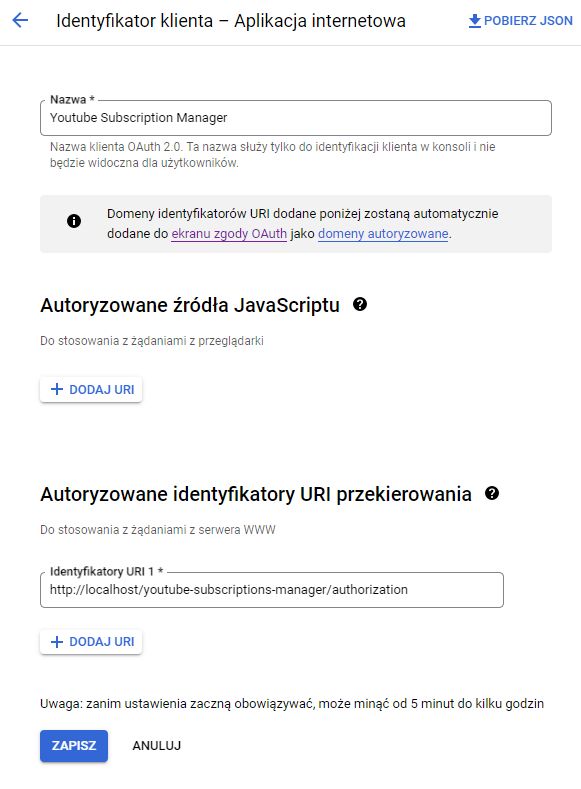 Identyfikator klienta – Aplikacja internetowa
POBIERZ JSON
Nazwa *
Youtube Subscription Manager
Nazwa klienta OAuth 2.0. Ta nazwa służy tylko do identyfikacji klienta w konsoli i nie
będzie widoczna dla użytkowników.
Domeny identyfikatorów URI dodane poniżej zostaną automatycznie
dodane do ekranu zgody OAuth jako domeny autoryzowane.
Autoryzowane źródła JavaScriptu
Do stosowania z żądaniami z przeglądarki
DODAJ URI
Autoryzowane identyfikatory URI przekierowania
Do stosowania z żądaniami z serwera WWW
Identyfikatory URI 1 *
http://localhost/youtube-subscriptions-manager/authorization
DODAJ URI
Uwaga: zanim ustawienia zaczną obowiązywać, może minąć od 5 minut do kilku godzin
ZAPISZ
ANULUJ